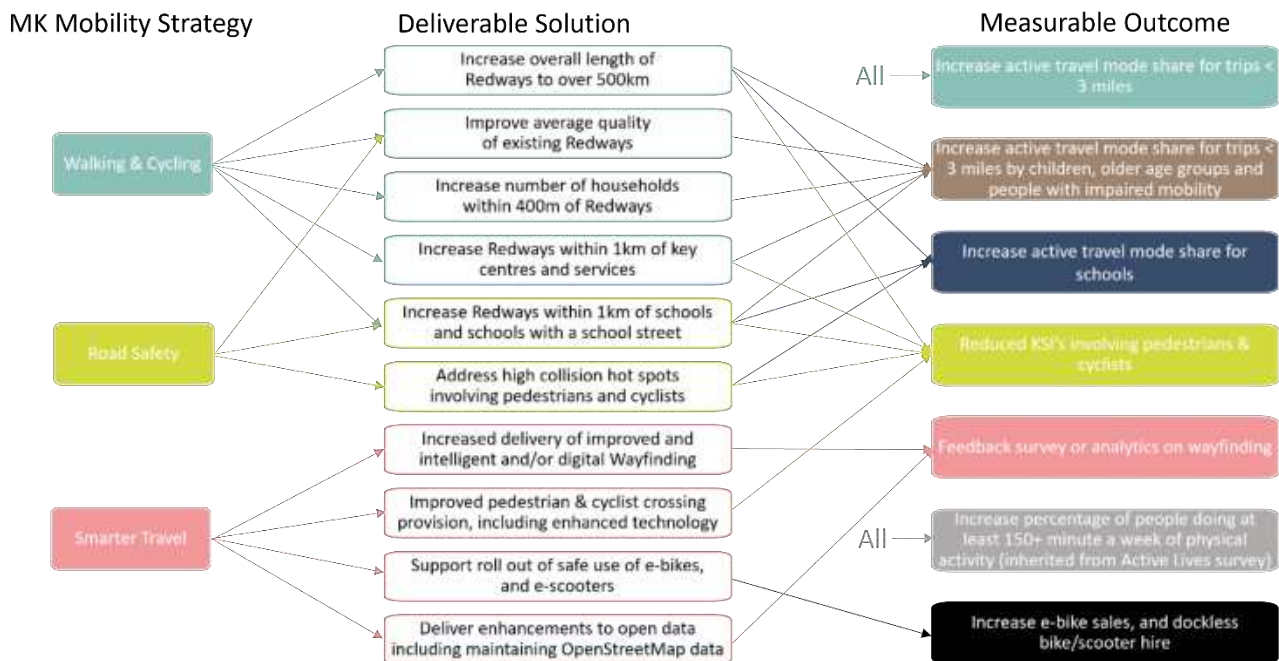 MK Mobility Strategy
Deliverable Solution
Measurable Outcome
Walking & Cycling
Road Safety
Smarter Travel
Increase overall length of
Redways to over 500km
Improve average quality
of existing Redways
Increase number of households
within 400m of Redways
Increase Redways within 1km of key
centres and services
Increase Redways within 1km of schools
and schools with a school street
Address high collision hot spots
involving pedestrians and cyclists
Increased delivery of improved and
intelligent and/or digital Wayfinding
Improved pedestrian & cyclist crossing
provision, including enhanced technology
Support roll out of safe use of e-bikes,
and e-scooters
Deliver enhancements to open data
including maintaining OpenStreetMap data
All
Increase active travel mode share for trips <
3 miles
Increase active travel mode share for trips <
3 miles by children, older age groups and
people with impaired mobility
Increase active travel mode share for
schools
Reduced KSI's involving pedestrians &
cyclists
Feedback survey or analytics on wayfinding
All
Increase percentage of people doing at
least 150+ minute a week of physical
activity (inherited from Active Lives survey)
Increase e-bike sales, and dockless
bike/scooter hire